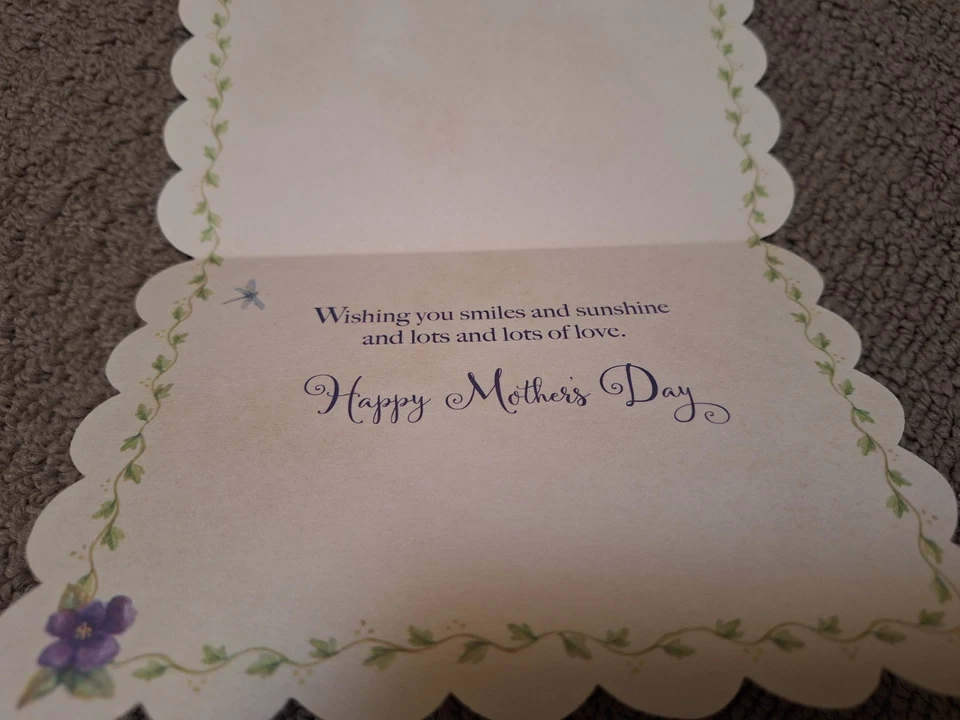 Wishing you smiles and sunshine
and lots and lots of love.
Happy Mother's Day